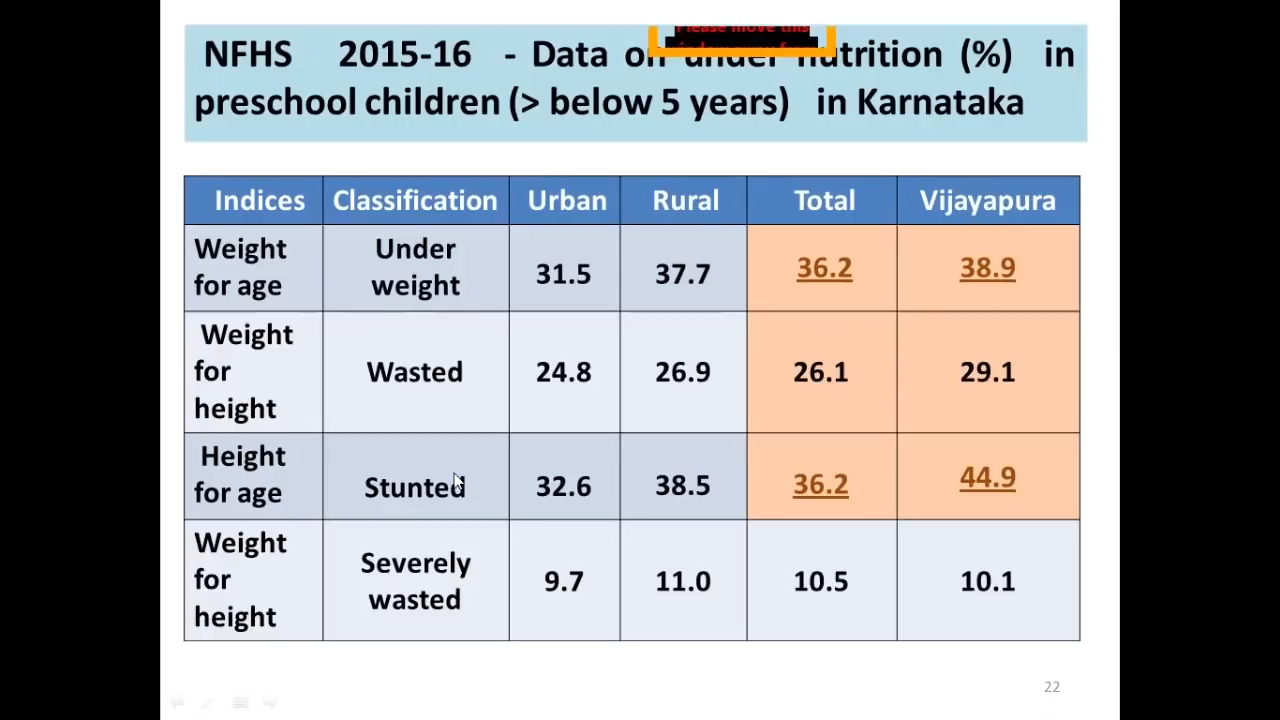 Please move this
NFHS 2015-16 - Data on under nutrition (%) in
preschool children (> below 5 years) in Karnataka
Indices Classification Urban Rural Total Vijayapura
Weight for age Under weight 31.5 37.7 36.2 38.9
Weight for height Wasted 24.8 26.9 26.1 29.1
Height for age Stunted 32.6 38.5 36.2 44.9
Weight for height Severely wasted 9.7 11.0 10.5 10.1
22